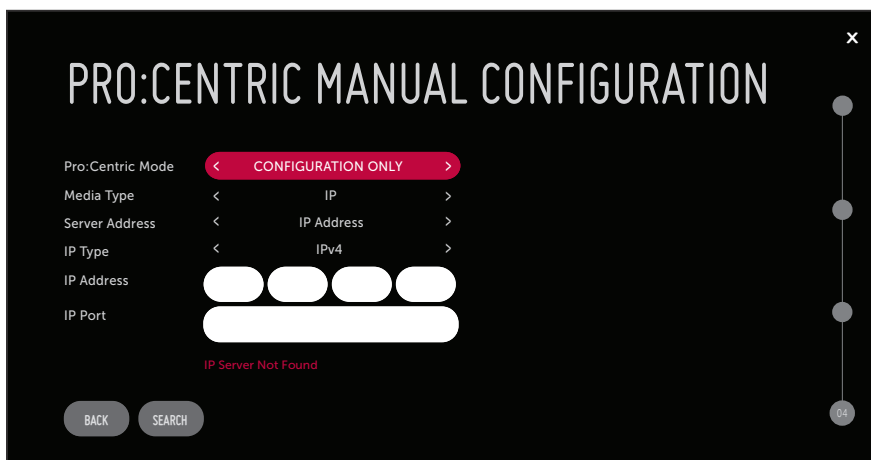 X
PRO:CENTRIC MANUAL CONFIGURATION
Pro:Centric Mode < CONFIGURATION ONLY >
Media Type < IP >
Server Address < IP Address >
IP Type < IPv4 >
IP Address
IP Port
IP Server Not Found
BACK SEARCH
04